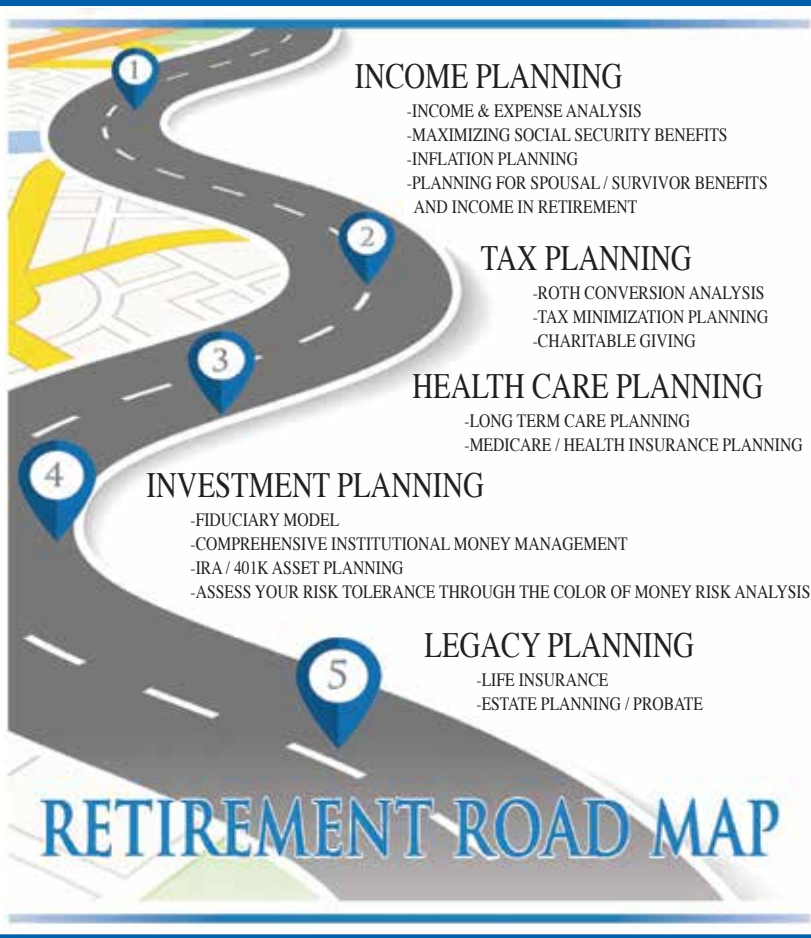 1
INCOME PLANNING
-INCOME & EXPENSE ANALYSIS
-MAXIMIZING SOCIAL SECURITY BENEFITS
-INFLATION PLANNING
-PLANNING FOR SPOUSAL / SURVIVOR BENEFITS
AND INCOME IN RETIREMENT
2
TAX PLANNING
-ROTH CONVERSION ANALYSIS
-TAX MINIMIZATION PLANNING
-CHARITABLE GIVING
3
HEALTH CARE PLANNING
-LONG TERM CARE PLANNING
-MEDICARE / HEALTH INSURANCE PLANNING
4
INVESTMENT PLANNING
-FIDUCIARY MODEL
-COMPREHENSIVE INSTITUTIONAL MONEY MANAGEMENT
-IRA / 401K ASSET PLANNING
-ASSESS YOUR RISK TOLERANCE THROUGH THE COLOR OF MONEY RISK ANALYSIS
5
LEGACY PLANNING
-LIFE INSURANCE
-ESTATE PLANNING / PROBATE
RETIREMENT ROAD MAP